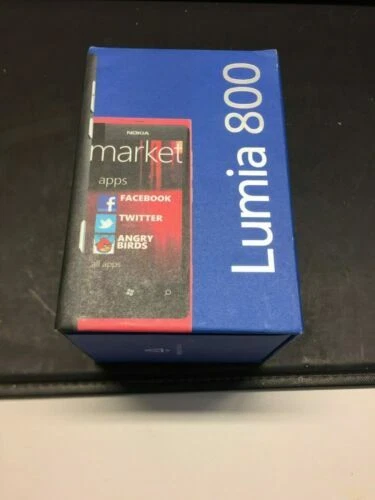 NOKIA
market
apps
FACEBOOK
TWITTER
ANGRY
BIRDS
all apps
Lumia 800